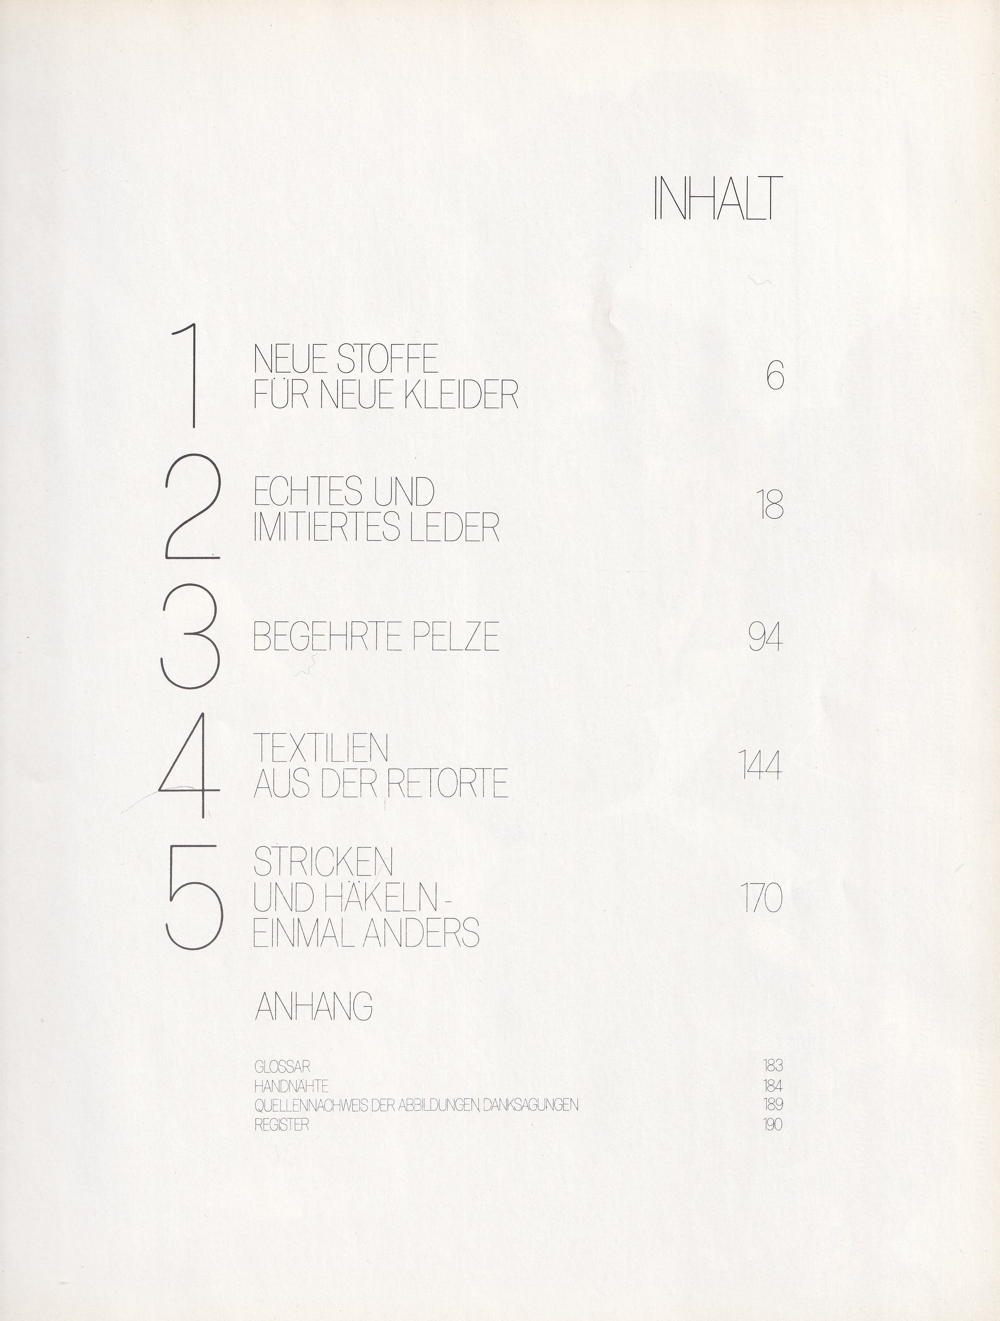 INHALT
1
NEUE STOFFE
FÜR NEUE KLEIDER
6
2
ECHTES UND
IMITIERTES LEDER
18
3
BEGEHRTE PELZE
94
4
TEXTILIEN
AUS DER RETORTE
144
5
STRICKEN
UND HÄKELN -
EINMAL ANDERS
170
ANHANG
GLOSSAR 183
HANDNÄHTE 184
QUELLENNACHWEIS DER ABBILDUNGEN, DANKSAGUNGEN 189
REGISTER 190